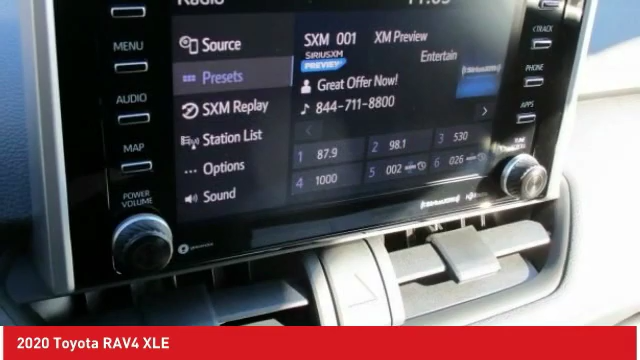 Radio
MENU
AUDIO
MAP
POWER
VOLUME
Source
Presets
SXM Replay
Station List
Options
Sound
SXM 001 XM Preview
SIRIUSXM
PREVIEW
Entertain
Great Offer Now!
844-711-8800
1 87.9
2 98.1
3 530
4 1000
5 002
6 026
TRACK
PHONE
APPS
TUNE
2020 Toyota RAV4 XLE